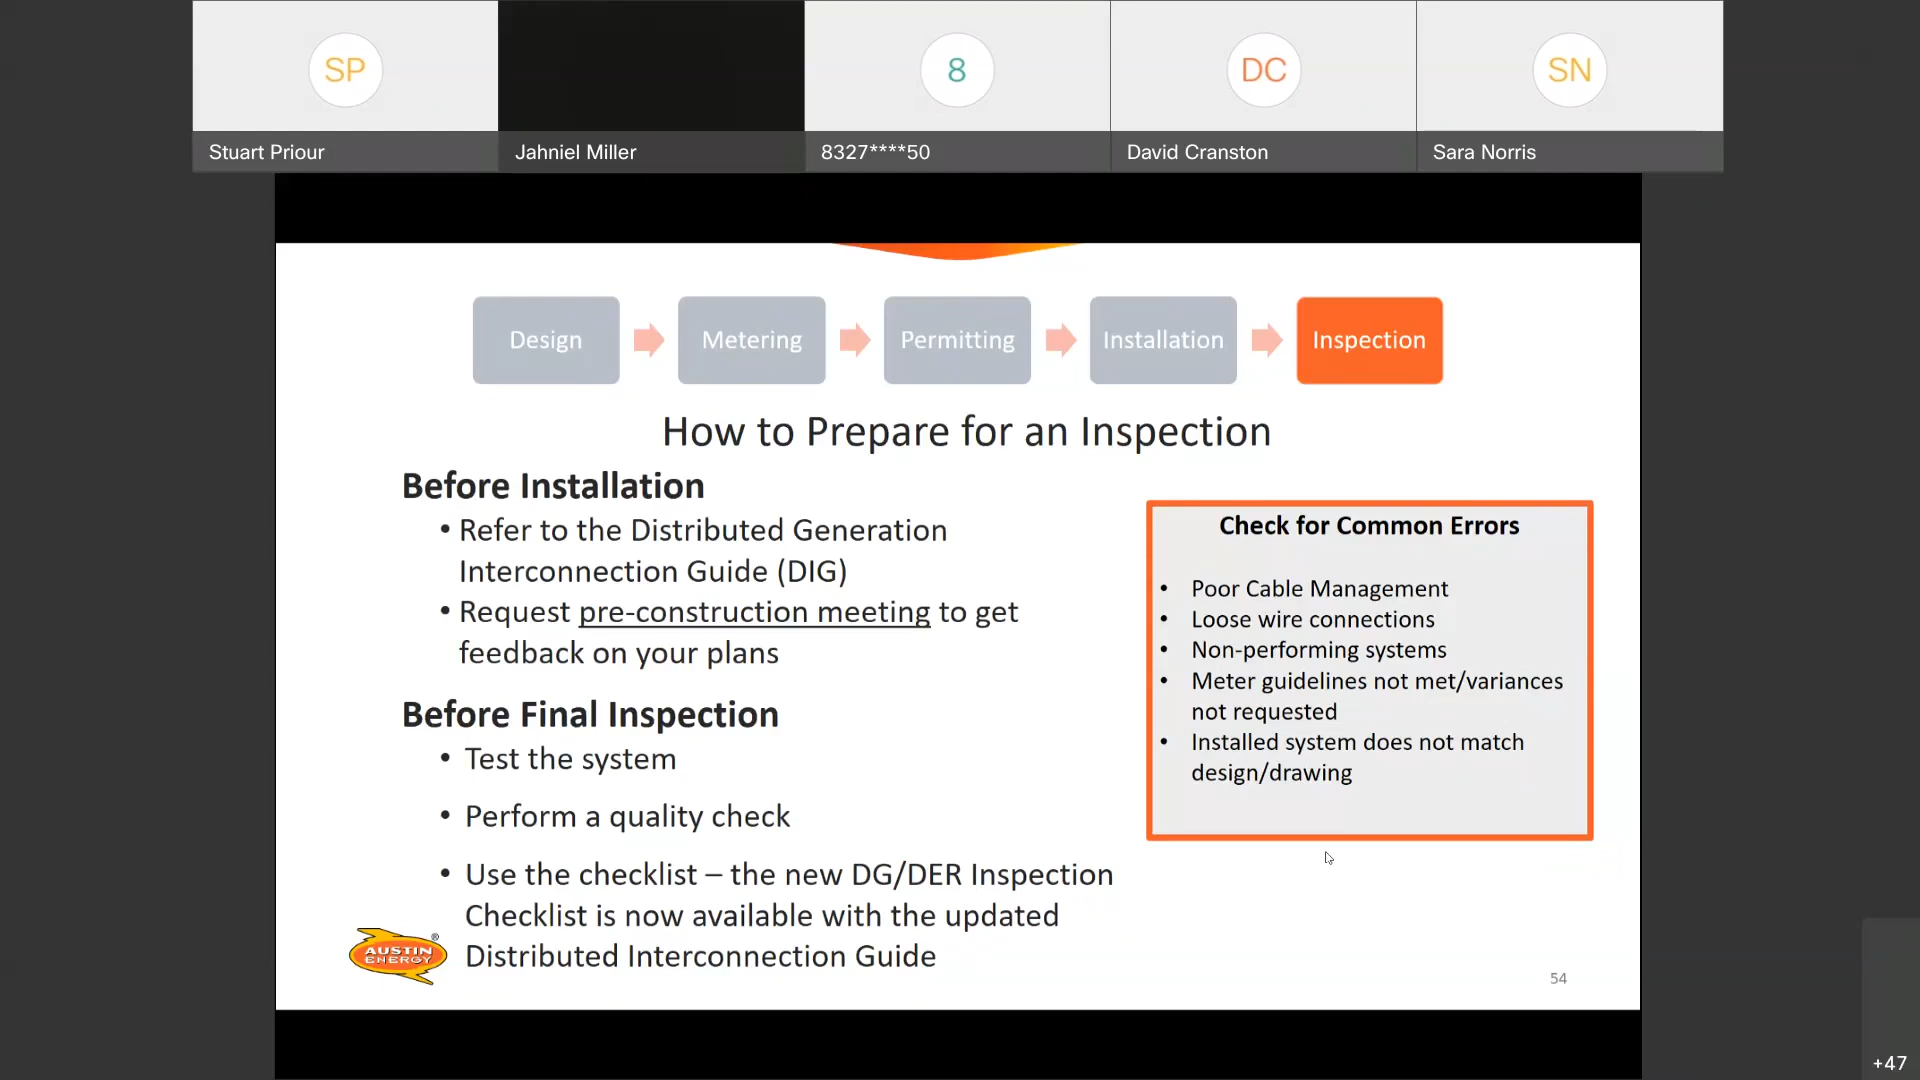 SP
8
DC
SN
Stuart Priour
Jahniel Miller
8327****50
David Cranston
Sara Norris
Design
Metering
Permitting
Installation
Inspection
How to Prepare for an Inspection
Before Installation
• Refer to the Distributed Generation
Interconnection Guide (DIG)
• Request pre-construction meeting to get
feedback on your plans
Before Final Inspection
• Test the system
• Perform a quality check
• Use the checklist – the new DG/DER Inspection
Checklist is now available with the updated
Distributed Interconnection Guide
Check for Common Errors
• Poor Cable Management
• Loose wire connections
• Non-performing systems
• Meter guidelines not met/variances
not requested
• Installed system does not match
design/drawing
AUSTIN
ENERGY®
54
+47